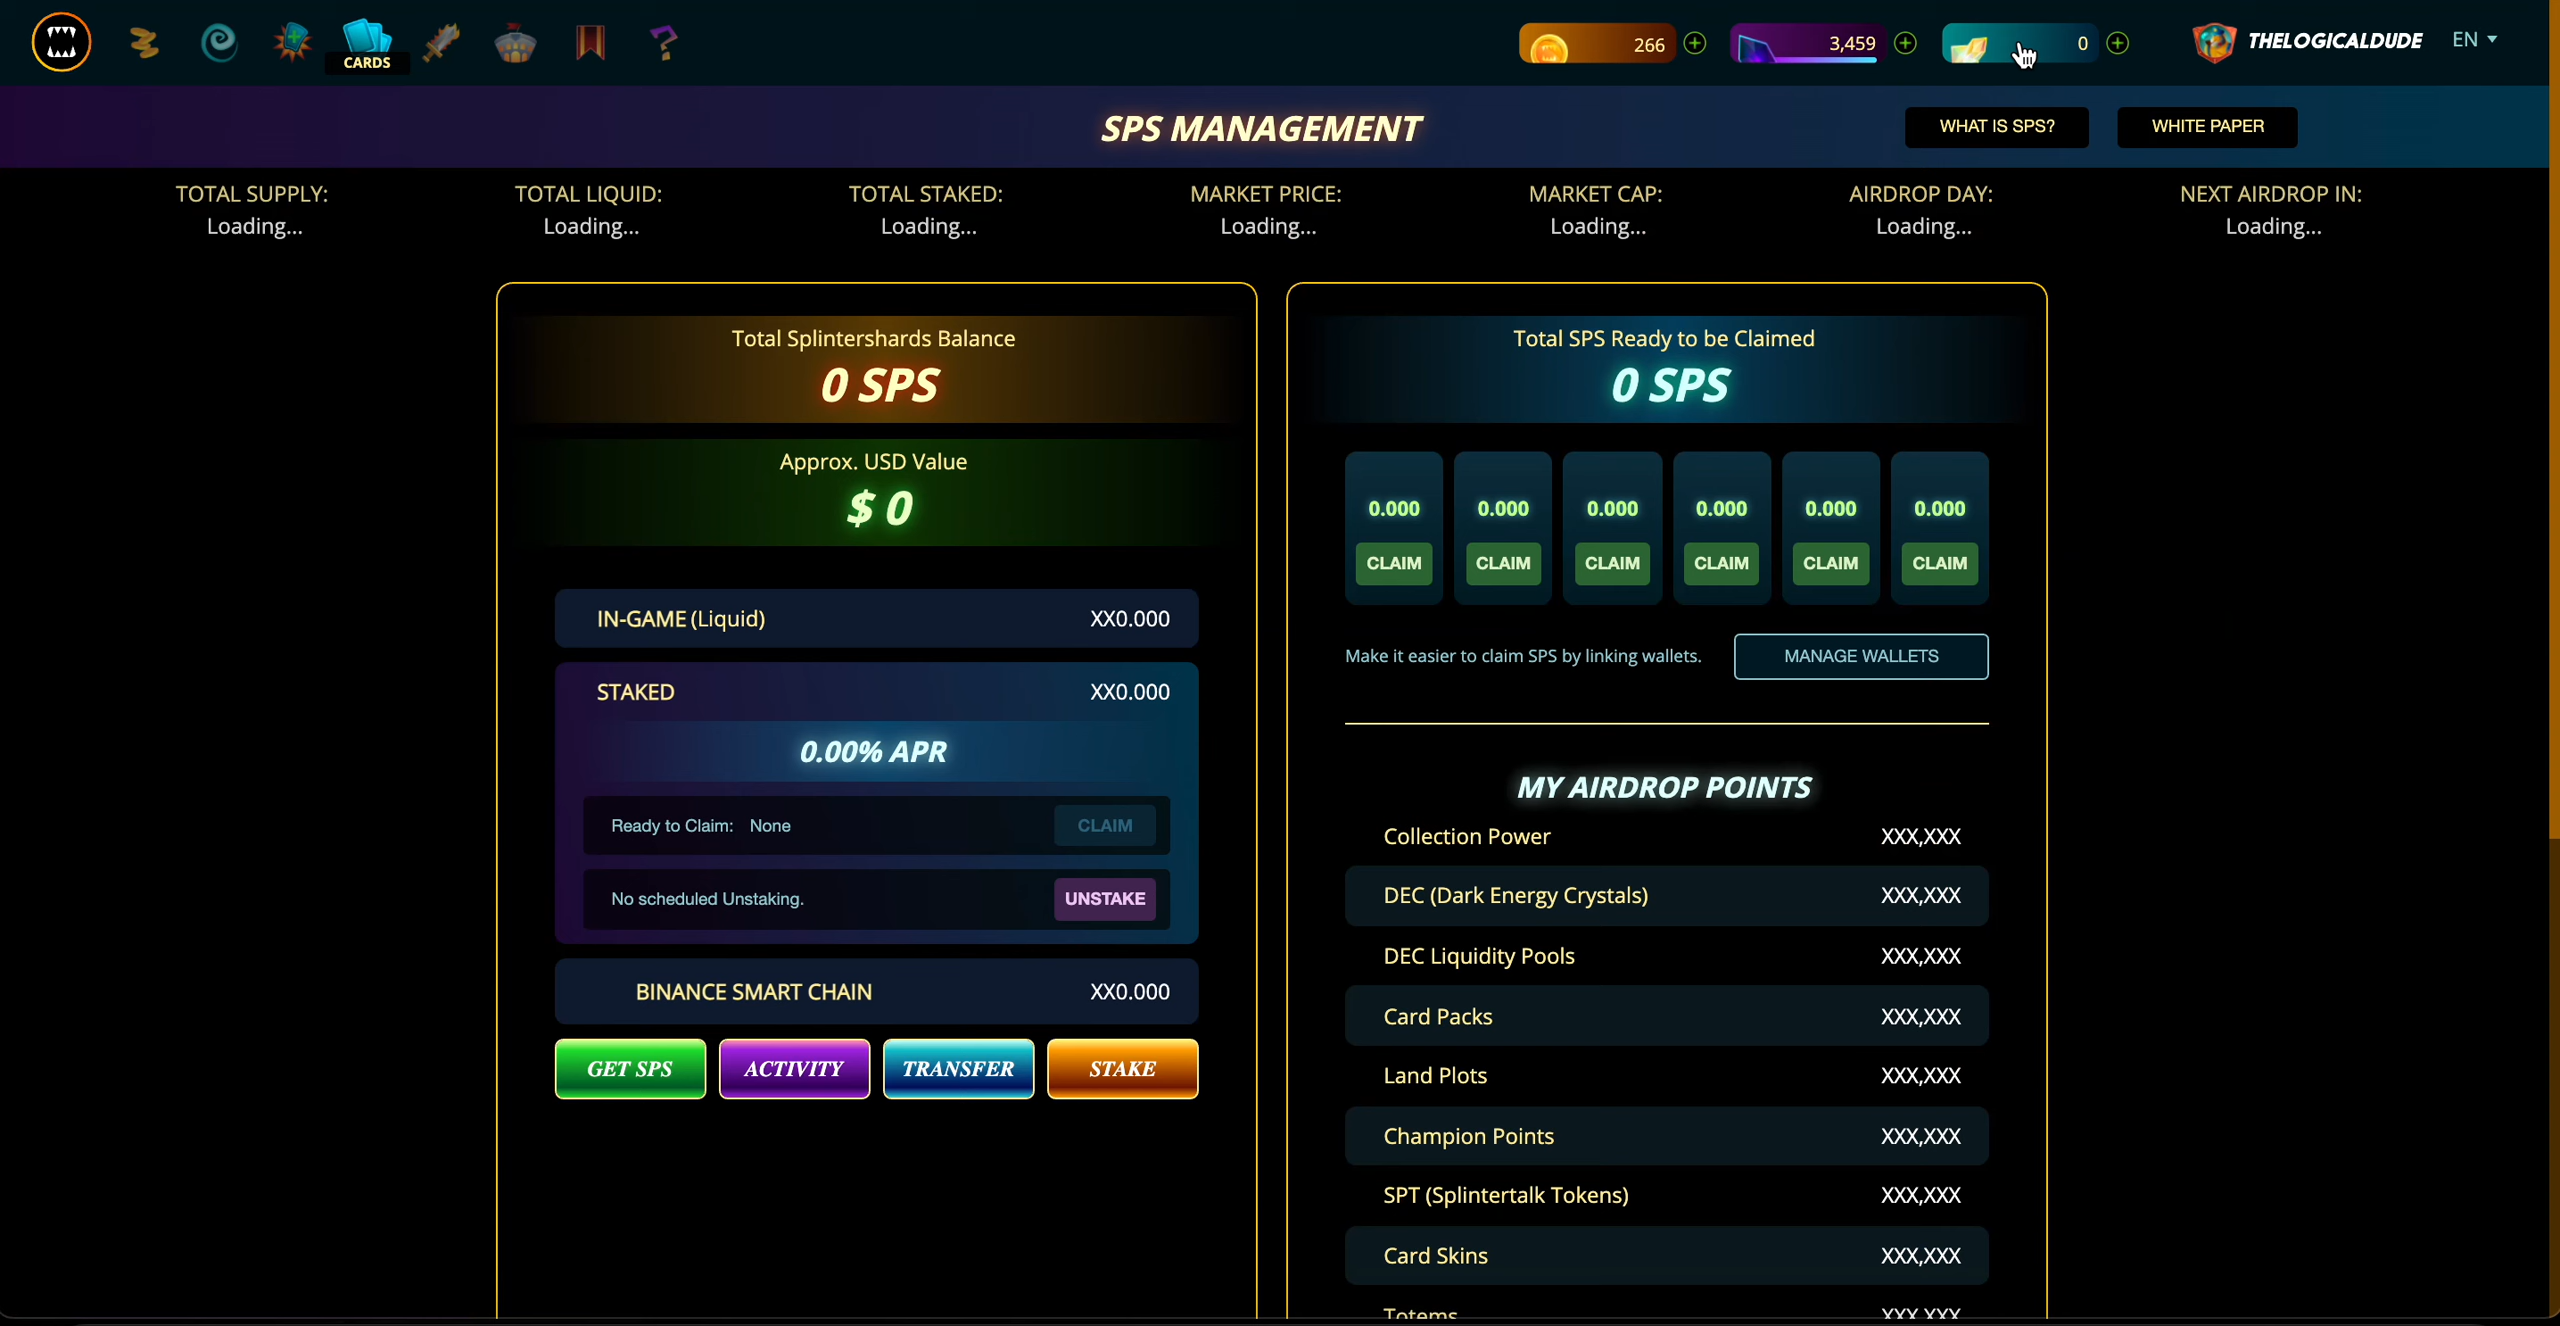 CARDS
266
3,459
0
THELOGICALDUDE
EN
SPS MANAGEMENT
WHAT IS SPS?
WHITE PAPER
TOTAL SUPPLY:
Loading...
TOTAL LIQUID:
Loading...
TOTAL STAKED:
Loading...
MARKET PRICE:
Loading...
MARKET CAP:
Loading...
AIRDROP DAY:
Loading...
NEXT AIRDROP IN:
Loading...
Total Splintershards Balance
0 SPS
Approx. USD Value
$ 0
IN-GAME (Liquid) XX0.000
STAKED XX0.000
0.00% APR
Ready to Claim: None CLAIM
No scheduled Unstaking. UNSTAKE
BINANCE SMART CHAIN XX0.000
GET SPS
ACTIVITY
TRANSFER
STAKE
Total SPS Ready to be Claimed
0 SPS
0.000 0.000 0.000 0.000 0.000 0.000
CLAIM CLAIM CLAIM CLAIM CLAIM CLAIM
Make it easier to claim SPS by linking wallets. MANAGE WALLETS
MY AIRDROP POINTS
Collection Power XXX,XXX
DEC (Dark Energy Crystals) XXX,XXX
DEC Liquidity Pools XXX,XXX
Card Packs XXX,XXX
Land Plots XXX,XXX
Champion Points XXX,XXX
SPT (Splintertalk Tokens) XXX,XXX
Card Skins XXX,XXX
Totems XXX,XXX